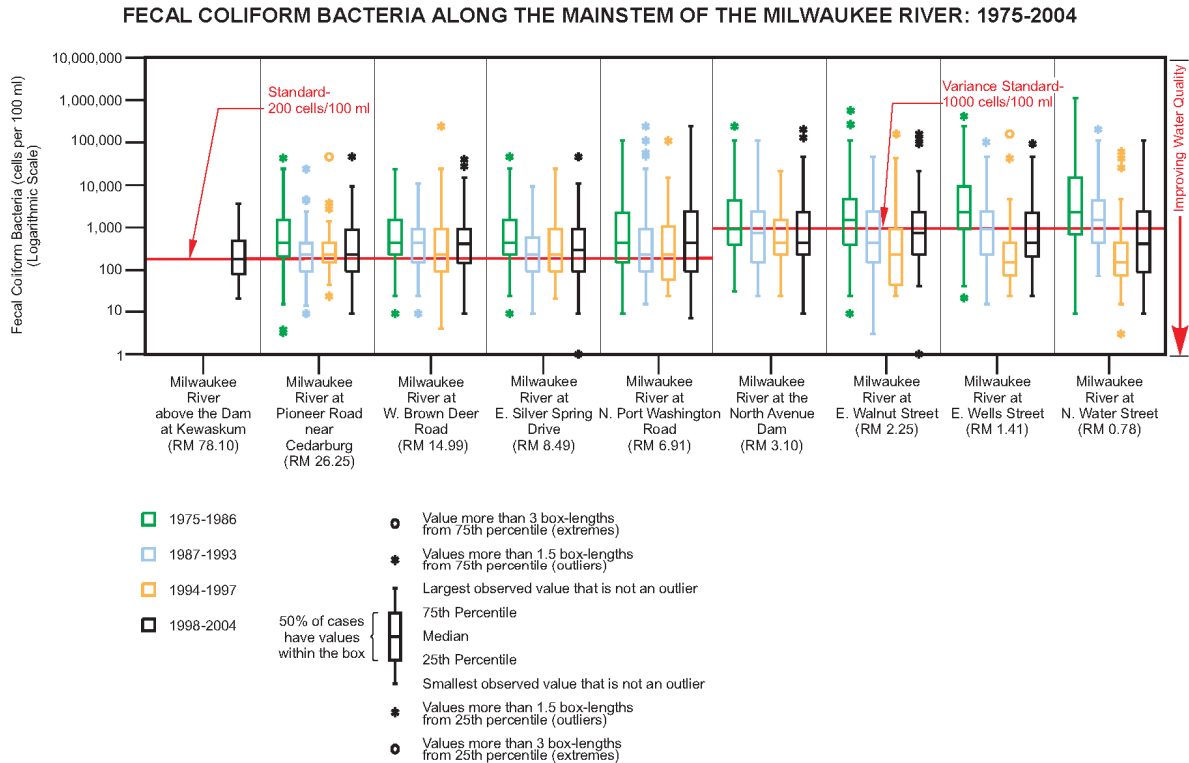 FECAL COLIFORM BACTERIA ALONG THE MAINSTEM OF THE MILWAUKEE RIVER: 1975-2004
Fecal Coliform Bacteria (cells per 100 ml)
(Logarithmic Scale)
10,000,000
1,000,000
100,000
10,000
1,000
100
10
1
Standard-
200 cells/100 ml
Variance Standard-
1000 cells/100 ml
Improving Water Quality
Milwaukee
River
above the Dam
at Kewaskum
(RM 78.10)
Milwaukee
River at
Pioneer Road
near
Cedarburg
(RM 26.25)
Milwaukee
River at
W. Brown Deer
Road
(RM 14.99)
Milwaukee
River at
E. Silver Spring
Drive
(RM 8.49)
Milwaukee
River at
N. Port Washington
Road
(RM 6.91)
Milwaukee
River at the
North Avenue
Dam
(RM 3.10)
Milwaukee
River at
E. Walnut Street
(RM 2.25)
Milwaukee
River at
E. Wells Street
(RM 1.41)
Milwaukee
River at
N. Water Street
(RM 0.78)
1975-1986
1987-1993
1994-1997
1998-2004
50% of cases
have values
within the box
Value more than 3 box-lengths
from 75th percentile (extremes)
Values more than 1.5 box-lengths
from 75th percentile (outliers)
Largest observed value that is not an outlier
75th Percentile
Median
25th Percentile
Smallest observed value that is not an outlier
Values more than 1.5 box-lengths
from 25th percentile (outliers)
Values more than 3 box-lengths
from 25th percentile (extremes)